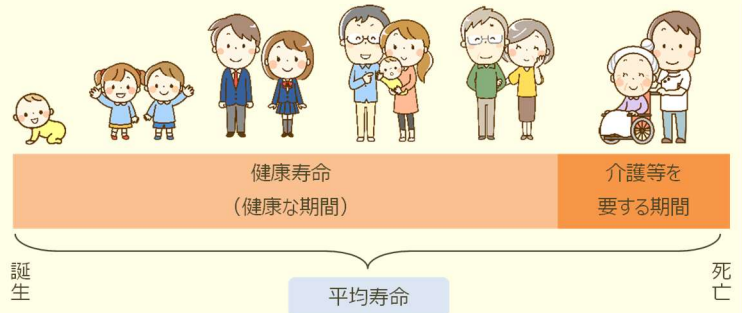 健康寿命
（健康な期間）
介護等を
要する期間
誕生
死亡
平均寿命